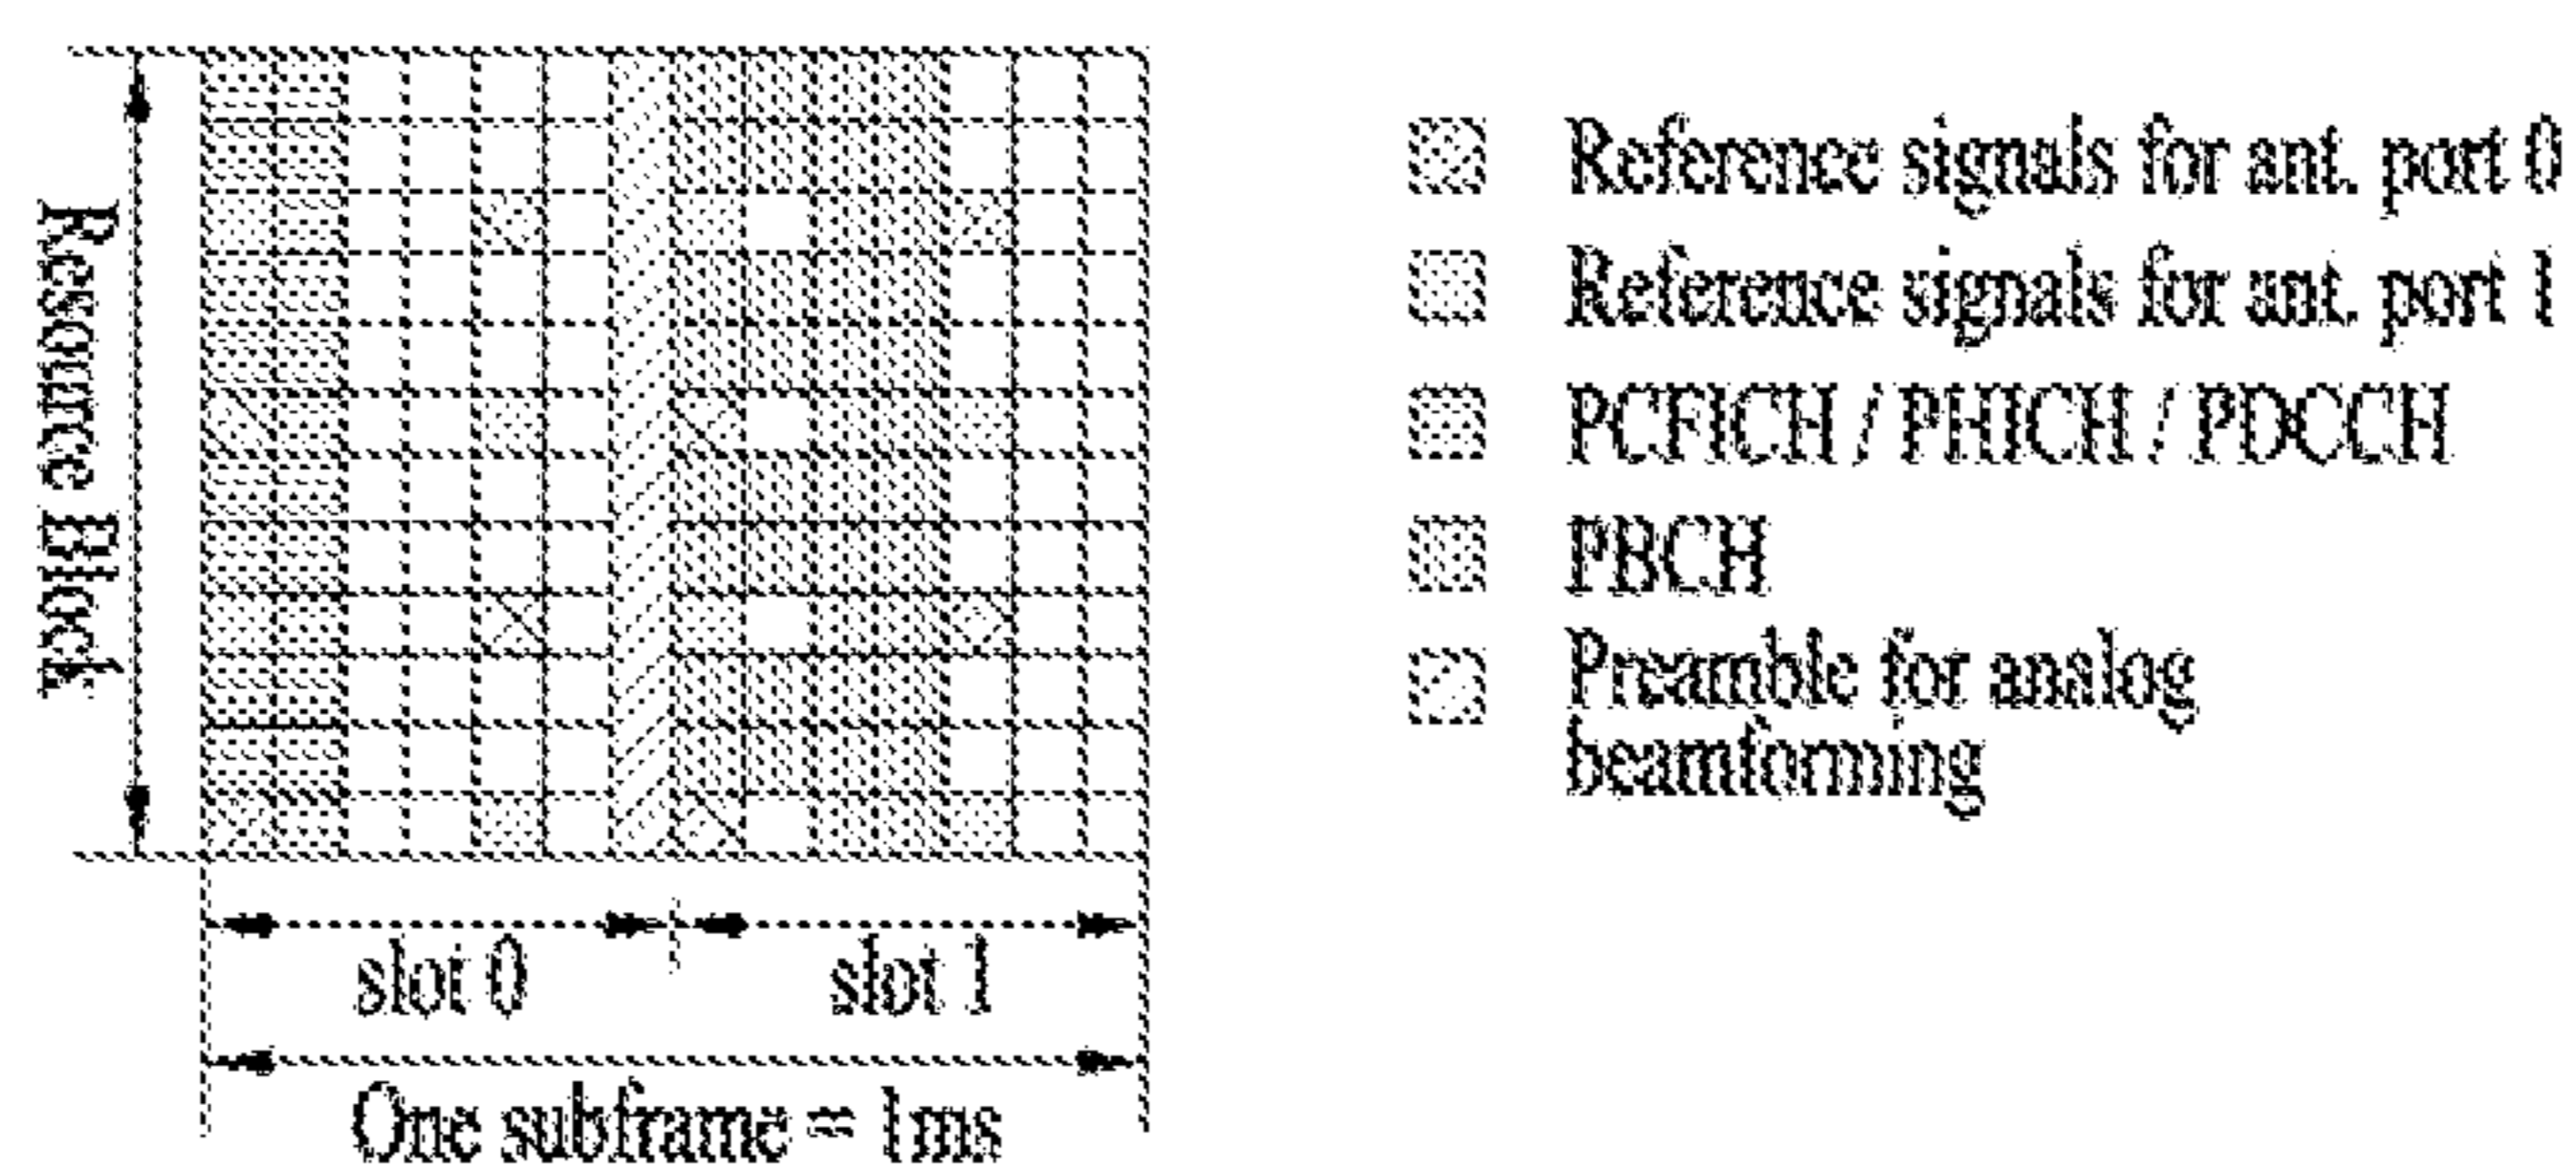 Resource Block
slot 0
slot 1
One subframe = 1ms
Reference signals for ant. port 0
Reference signals for ant. port 1
PCFICH / PHICH / PDCCH
PBCH
Preamble for analog
beamforming